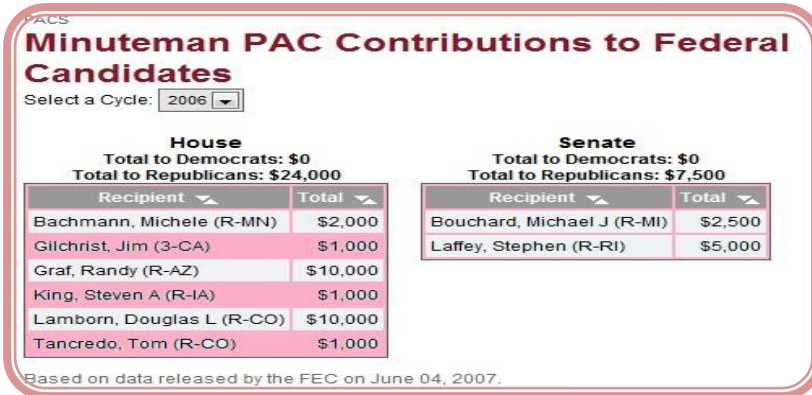 PACS
Minuteman PAC Contributions to Federal
Candidates
Select a Cycle: 2006
House
Total to Democrats: $0
Total to Republicans: $24,000
Recipient Total
Bachmann, Michele (R-MN) $2,000
Gilchrist, Jim (3-CA) $1,000
Graf, Randy (R-AZ) $10,000
King, Steven A (R-IA) $1,000
Lamborn, Douglas L (R-CO) $10,000
Tancredo, Tom (R-CO) $1,000
Senate
Total to Democrats: $0
Total to Republicans: $7,500
Recipient Total
Bouchard, Michael J (R-MI) $2,500
Laffey, Stephen (R-RI) $5,000
Based on data released by the FEC on June 04, 2007.